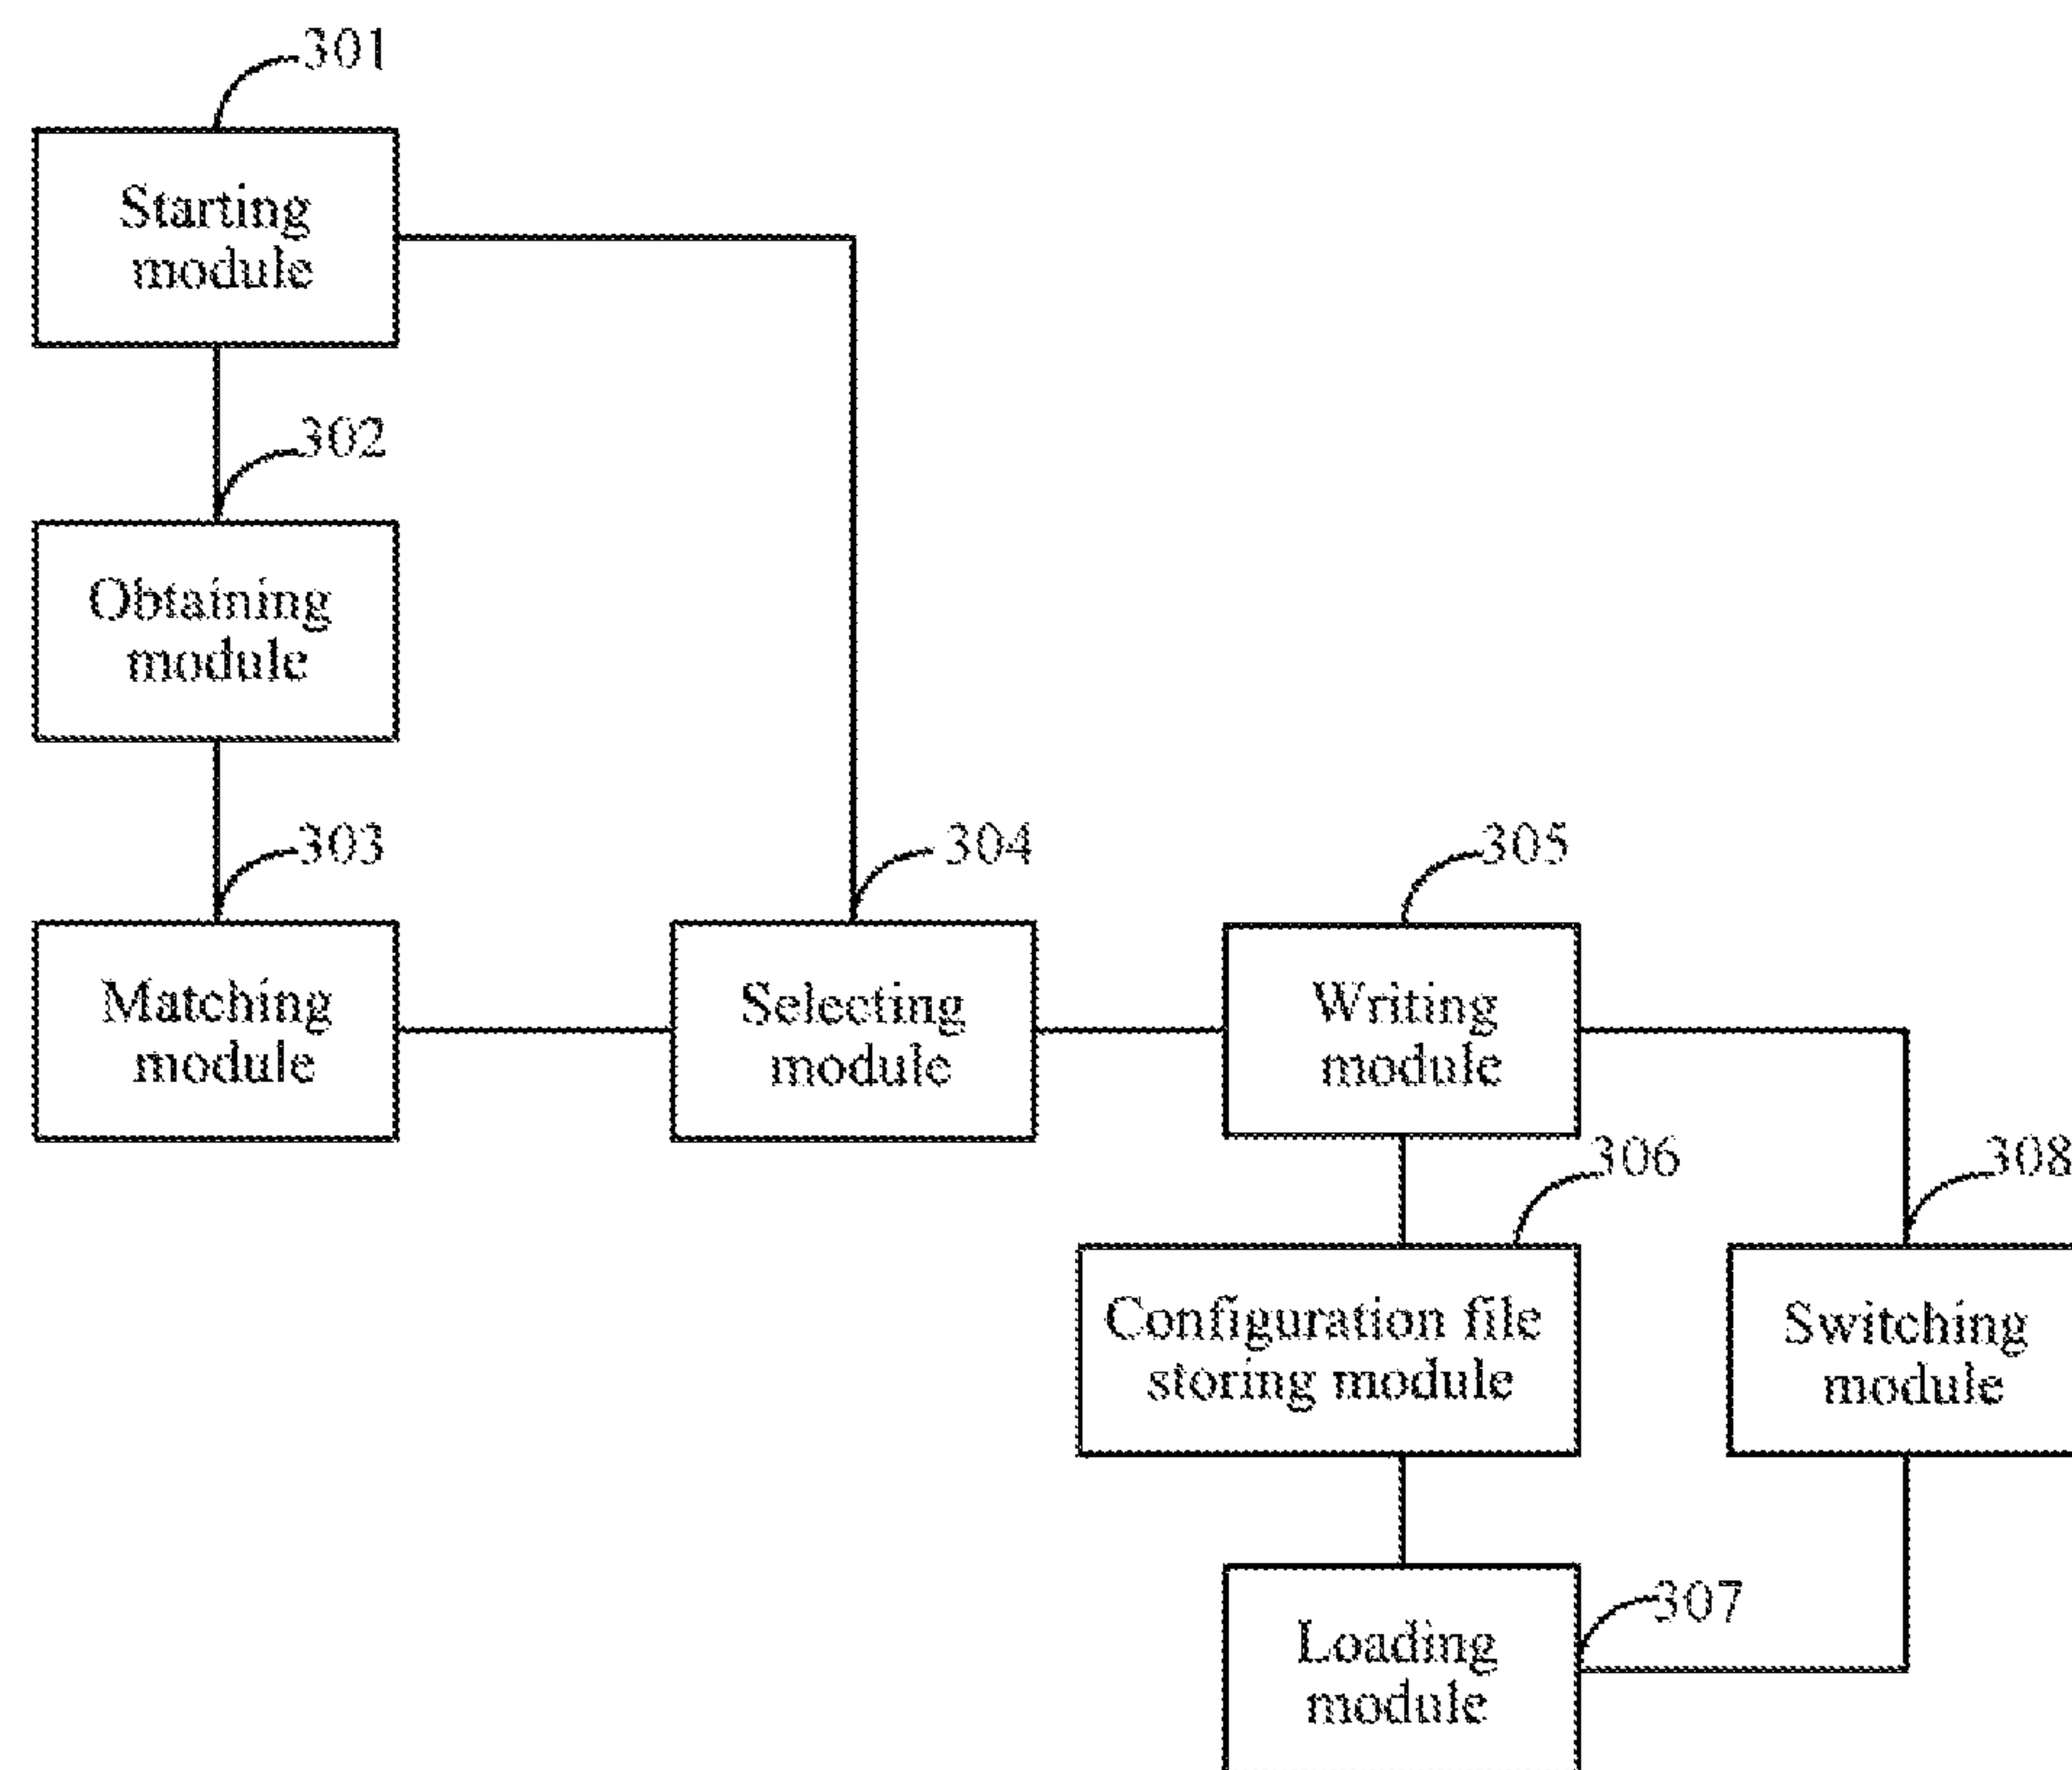 301
Starting
module
302
Obtaining
module
303
304
305
Matching
module
Selecting
module
Writing
module
306
308
Configuration file
storing module
Switching
module
307
Loading
module